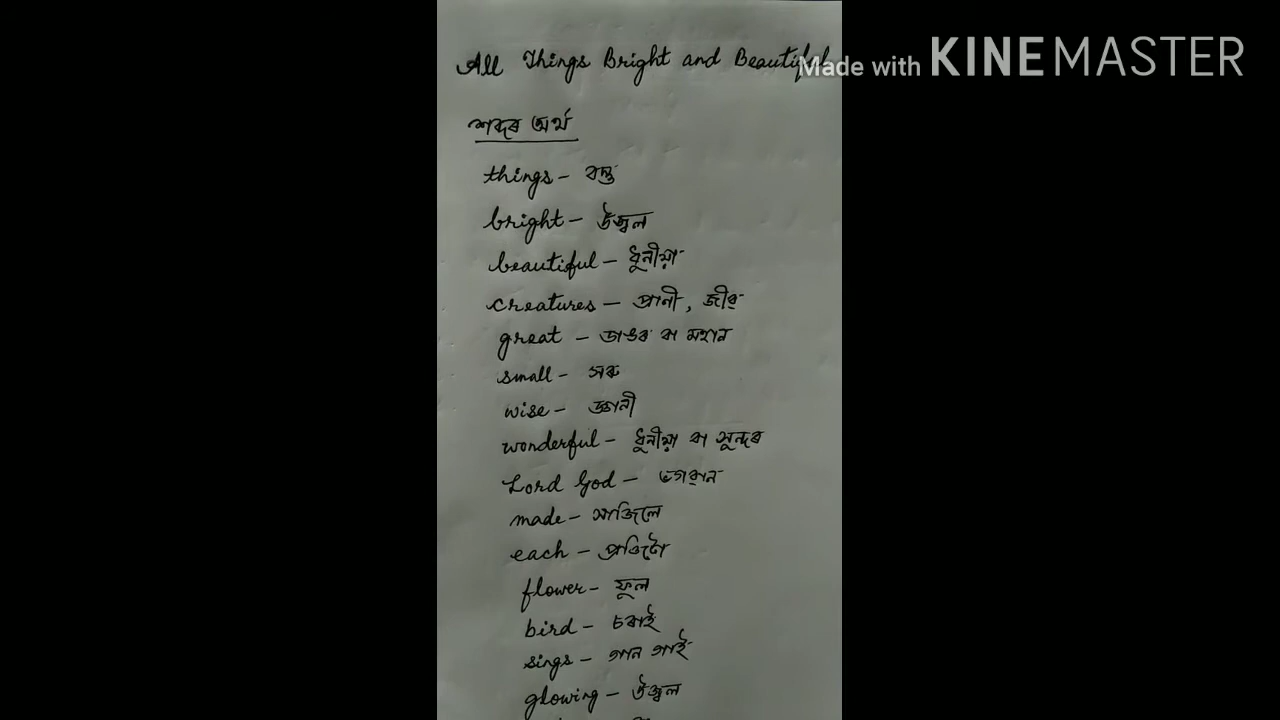 All Things Bright and Beautiful
Made with KINEMASTER
শব্দৰ অৰ্থ
things – বস্তু
bright – উজ্বল
beautiful – ধুনীয়া
creatures – প্ৰাণী, জীৱ
great – ডাঙৰ বা মহান
small – সৰু
wise – জ্ঞানী
wonderful – ধুনীয়া বা সুন্দৰ
Lord God – ভগৱান
made – সাজিলে
each – প্ৰতিটো
flower – ফুল
bird – চৰাই
sings – গান গাই
glowing – উজ্বল